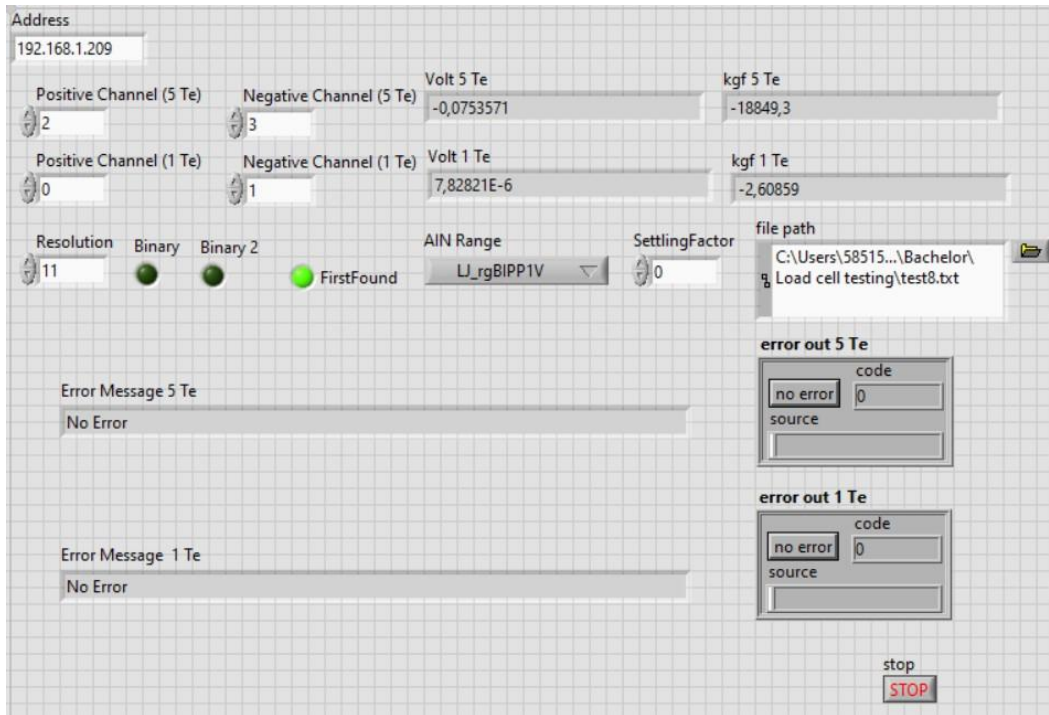 Address
192.168.1.209
Positive Channel (5 Te)
2
Negative Channel (5 Te)
3
Volt 5 Te
-0,0753571
kgf 5 Te
-18849,3
Positive Channel (1 Te)
0
Negative Channel (1 Te)
1
Volt 1 Te
7,82821E-6
kgf 1 Te
-2,60859
Resolution
11
Binary
Binary 2
FirstFound
AIN Range
LJ_rgBIPP1V
SettlingFactor
0
file path
C:\Users\58515...\Bachelor\
Load cell testing\test8.txt
error out 5 Te
no error
code
0
source
Error Message 5 Te
No Error
error out 1 Te
no error
code
0
source
Error Message  1 Te
No Error
stop
STOP